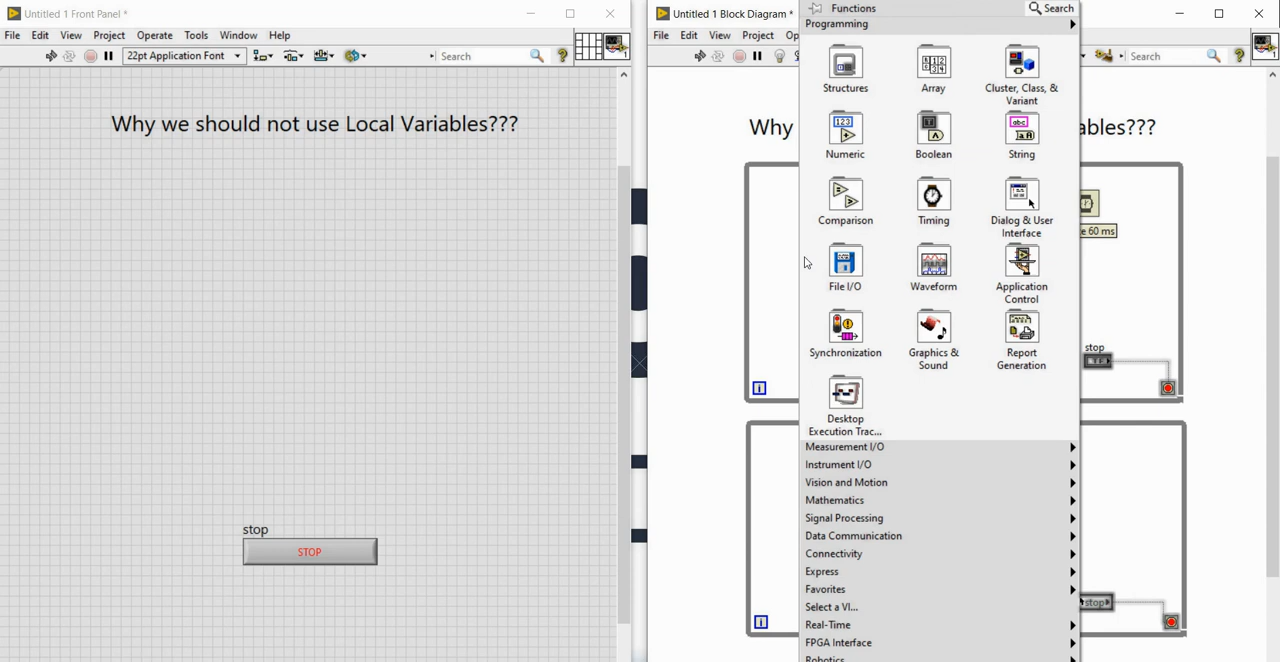 Untitled 1 Front Panel *
File Edit View Project Operate Tools Window Help
22pt Application Font
Search
Why we should not use Local Variables???
stop
STOP
Untitled 1 Block Diagram *
File Edit View Project Op
Search
Why
ables???
e 60 ms
stop
stop
Functions
Search
Programming
Structures
Array
Cluster, Class, &
Variant
Numeric
Boolean
String
Comparison
Timing
Dialog & User
Interface
File I/O
Waveform
Application
Control
Synchronization
Graphics &
Sound
Report
Generation
Desktop
Execution Trac...
Measurement I/O
Instrument I/O
Vision and Motion
Mathematics
Signal Processing
Data Communication
Connectivity
Express
Favorites
Select a VI...
Real-Time
FPGA Interface
Robotics